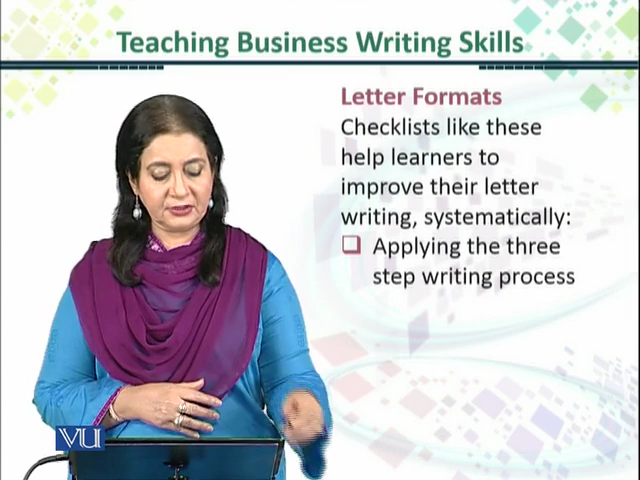 Teaching Business Writing Skills
Letter Formats
Checklists like these
help learners to
improve their letter
writing, systematically:
Applying the three
step writing process
VU